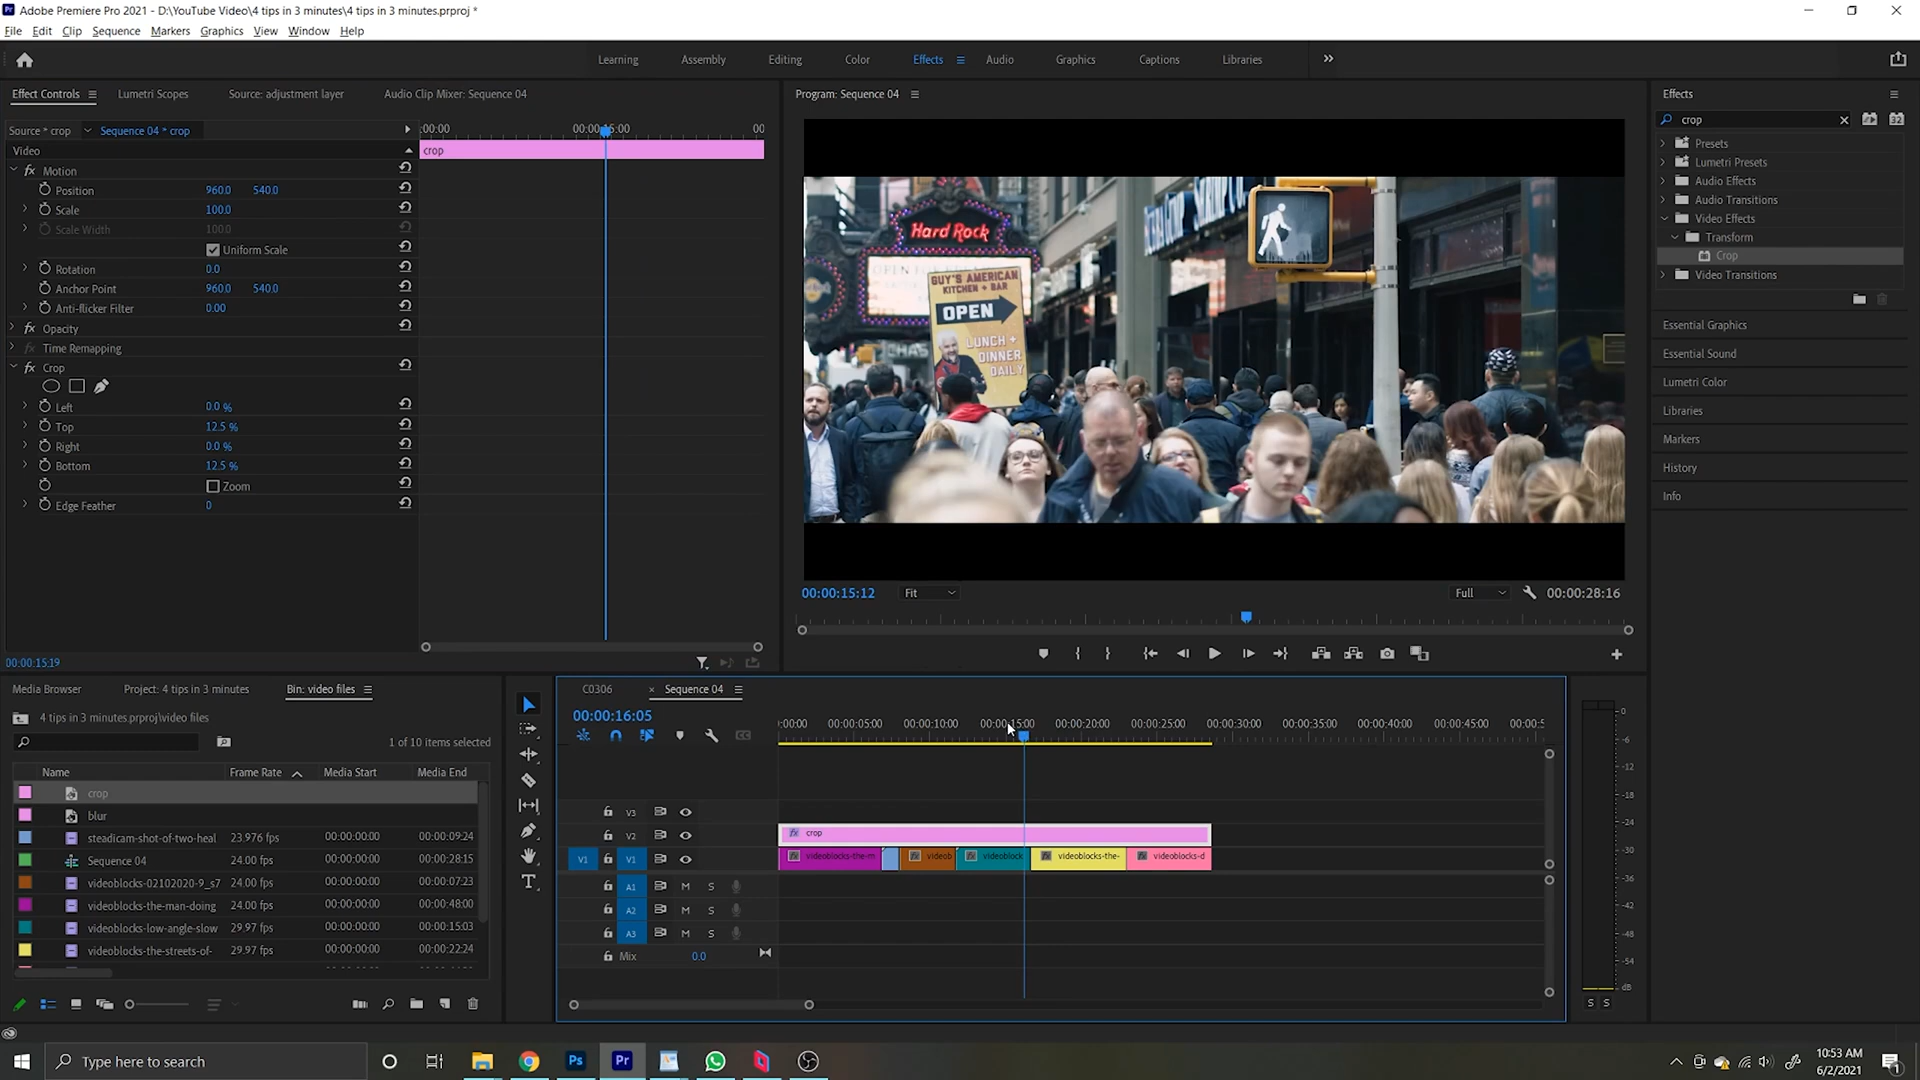 Adobe Premiere Pro 2021 - D:\YouTube Video\4 tips in 3 minutes\4 tips in 3 minutes.prproj *
File Edit Clip Sequence Markers Graphics View Window Help
Learning Assembly Editing Color Effects Audio Graphics Captions Libraries
Effect Controls Lumetri Scopes Source: adjustment layer Audio Clip Mixer: Sequence 04
Source * crop Sequence 04 * crop
:00:00 00:00:15:00 00
Video
crop
Motion
Position 960.0 540.0
Scale 100.0
Scale Width 100.0
Uniform Scale
Rotation 0.0
Anchor Point 960.0 540.0
Anti-flicker Filter 0.00
Opacity
Time Remapping
Crop
Left 0.0 %
Top 12.5 %
Right 0.0 %
Bottom 12.5 %
Zoom
Edge Feather 0
00:00:15:19
Program: Sequence 04
Hard Rock
GUY'S AMERICAN
KITCHEN + BAR
OPEN
LUNCH +
DINNER
DAILY
CHAS
00:00:15:12 Fit Full 00:00:28:16
Effects
crop
32
Presets
Lumetri Presets
Audio Effects
Audio Transitions
Video Effects
Transform
Crop
Video Transitions
Essential Graphics
Essential Sound
Lumetri Color
Libraries
Markers
History
Info
Media Browser Project: 4 tips in 3 minutes Bin: video files
4 tips in 3 minutes.prproj\video files
1 of 10 items selected
Name Frame Rate Media Start Media End
crop
blur
steadicam-shot-of-two-heal 23.976 fps 00:00:00:00 00:00:09:24
Sequence 04 24.00 fps 00:00:00:00 00:00:28:15
videoblocks-02102020-9_s7 24.00 fps 00:00:00:00 00:00:07:23
videoblocks-the-man-doing 24.00 fps 00:00:00:00 00:00:48:00
videoblocks-low-angle-slow 29.97 fps 00:00:00:00 00:00:15:03
videoblocks-the-streets-of- 29.97 fps 00:00:00:00 00:00:22:24
C0306 × Sequence 04
00:00:16:05
:00:00 00:00:05:00 00:00:10:00 00:00:15:00 00:00:20:00 00:00:25:00 00:00:30:00 00:00:35:00 00:00:40:00 00:00:45:00 00:00:5
V3
V2 fx crop
V1 V1 videoblocks-the-m videob videoblock videoblocks-the- videoblocks-d
A1 M S
A2 M S
A3 M S
Mix 0.0
0
-6
-12
-18
-24
-30
-36
-42
-48
-54
dB
S S
Type here to search
Ps Pr
10:53 AM
6/2/2021
1